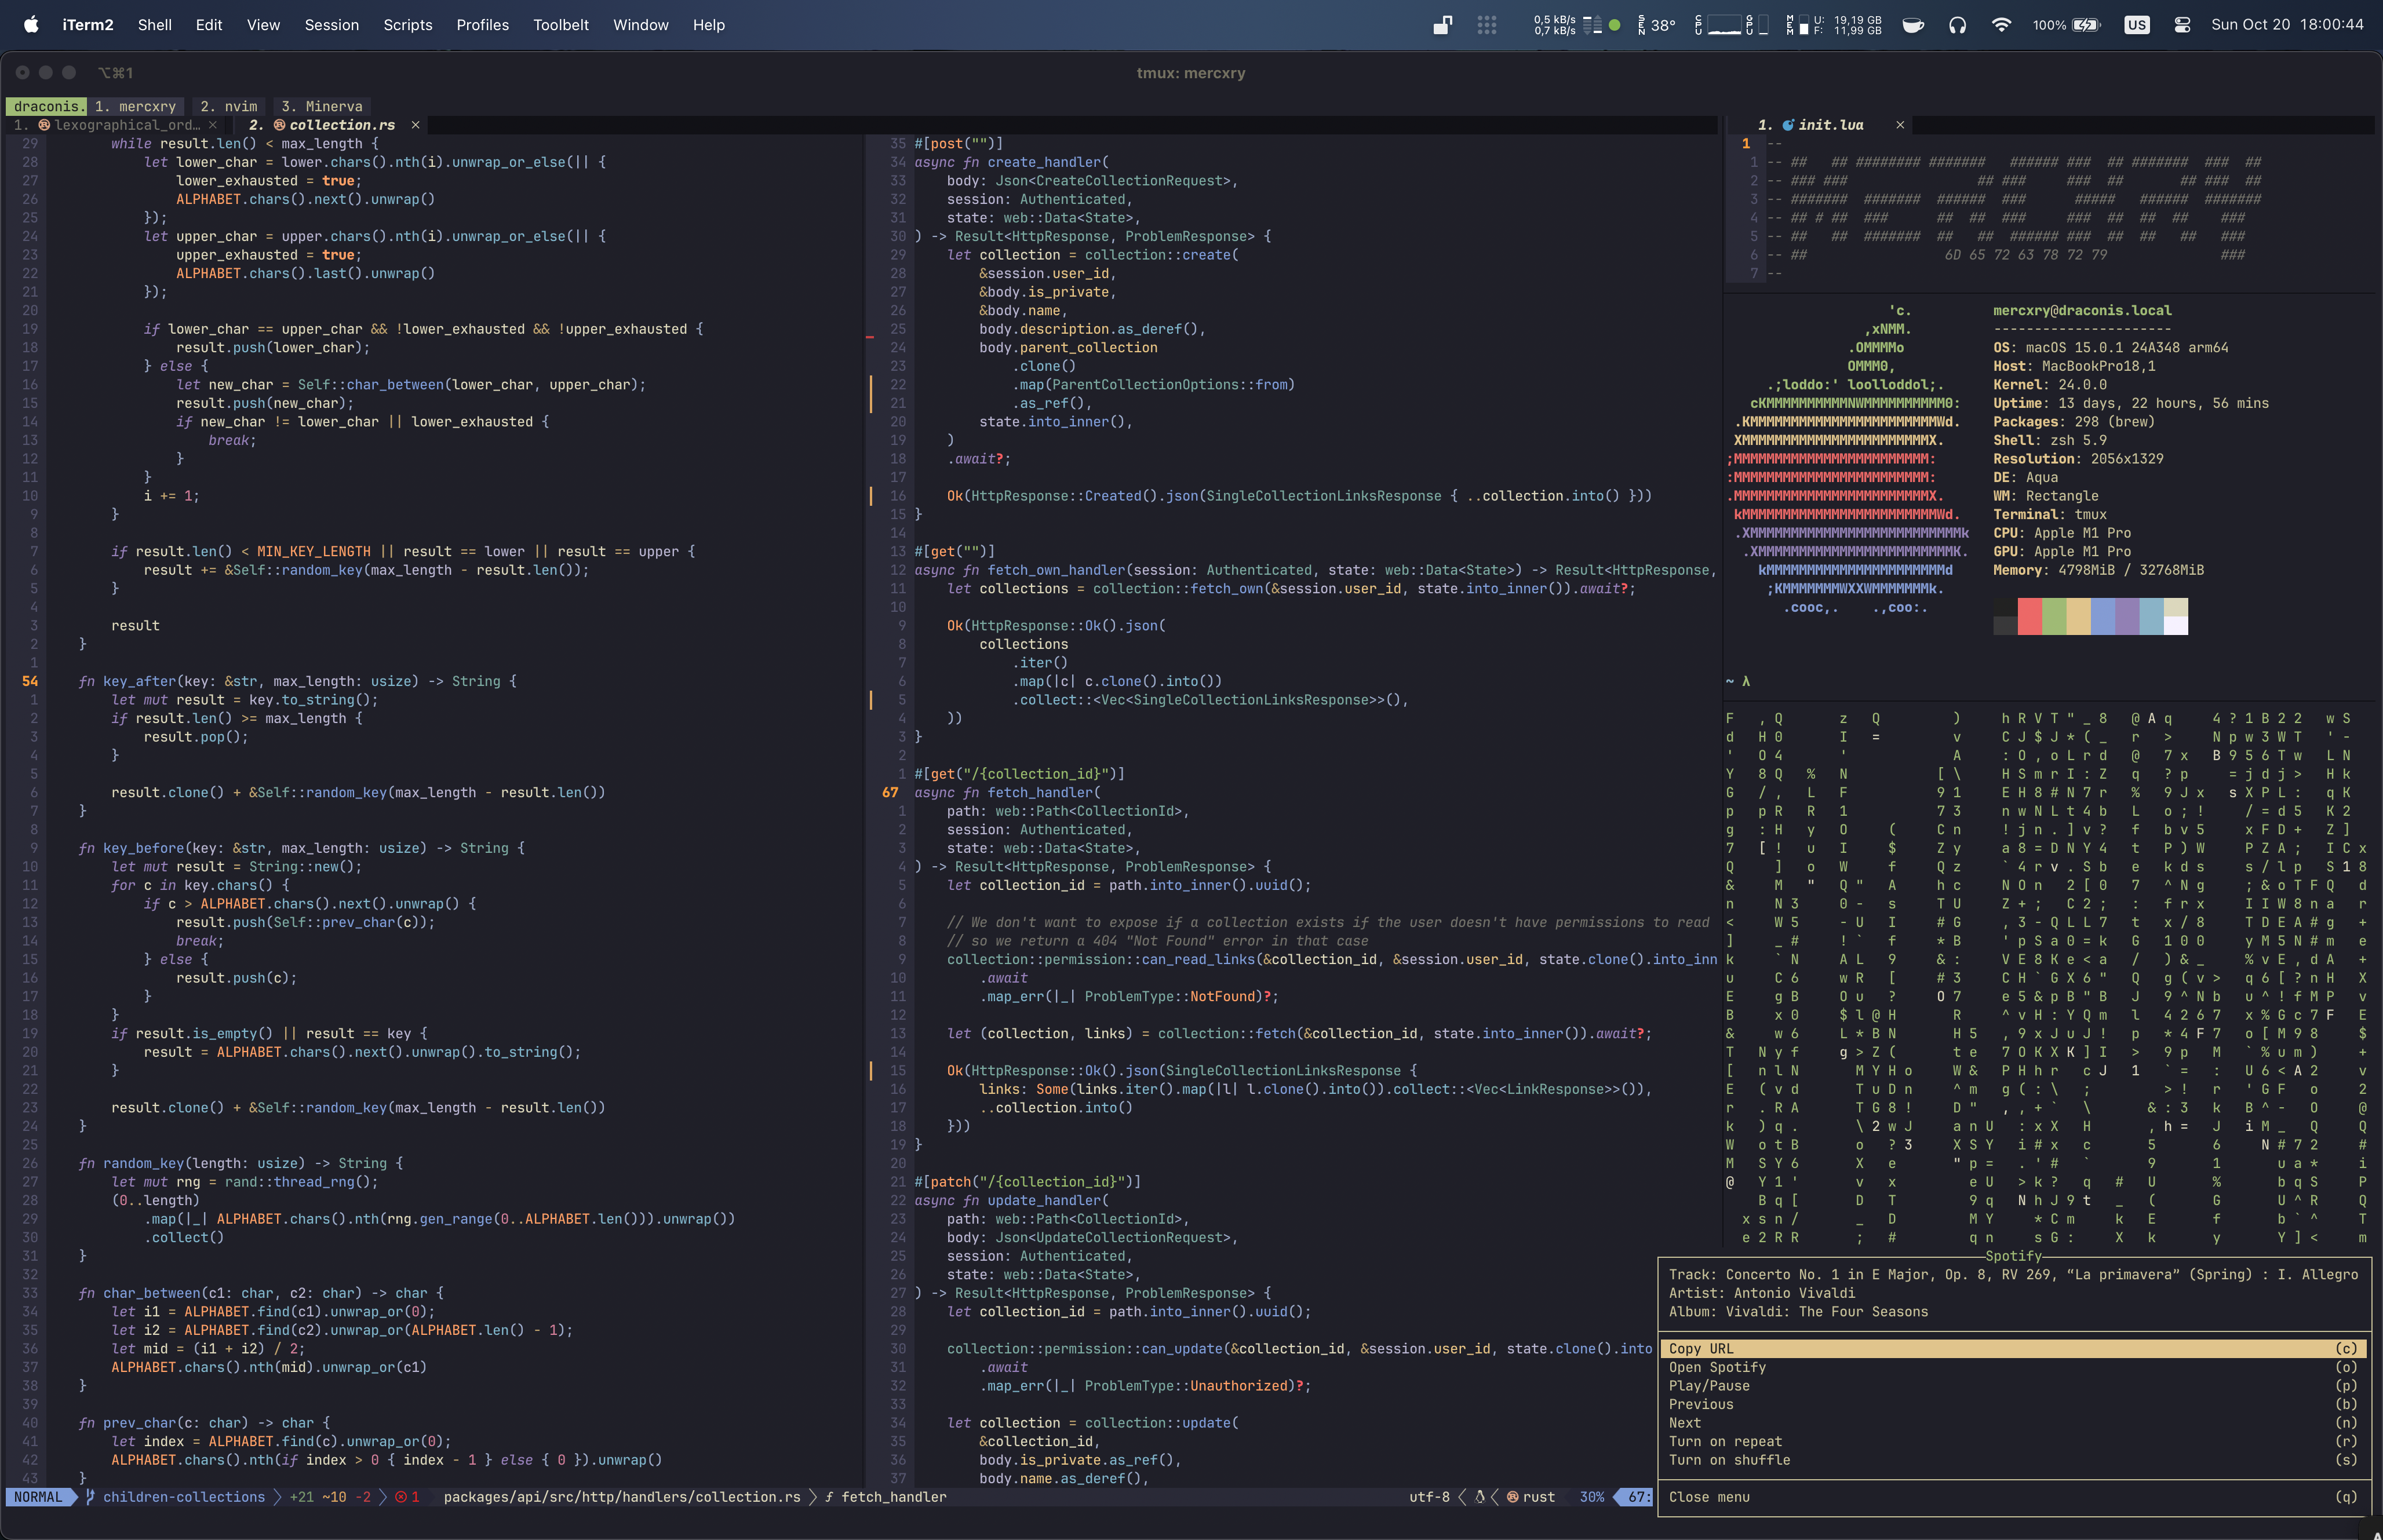 iTerm2 Shell Edit View Session Scripts Profiles Toolbelt Window Help
0,5 kB/s
0,7 kB/s
SEN 38° CPU GPU MEM U: 19,19 GB
F: 11,99 GB
100% US Sun Oct 20 18:00:44
⌥⌘1 tmux: mercxry
draconis. 1. mercxry 2. nvim 3. Minerva
1. lexographical_ord… × 2. collection.rs ×
29 while result.len() < max_length {
28 let lower_char = lower.chars().nth(i).unwrap_or_else(|| {
27 lower_exhausted = true;
26 ALPHABET.chars().next().unwrap()
25 });
24 let upper_char = upper.chars().nth(i).unwrap_or_else(|| {
23 upper_exhausted = true;
22 ALPHABET.chars().last().unwrap()
21 });
20
19 if lower_char == upper_char && !lower_exhausted && !upper_exhausted {
18 result.push(lower_char);
17 } else {
16 let new_char = Self::char_between(lower_char, upper_char);
15 result.push(new_char);
14 if new_char != lower_char || lower_exhausted {
13 break;
12 }
11 }
10 i += 1;
9 }
8
7 if result.len() < MIN_KEY_LENGTH || result == lower || result == upper {
6 result += &Self::random_key(max_length - result.len());
5 }
4
3 result
2 }
1
54 fn key_after(key: &str, max_length: usize) -> String {
1 let mut result = key.to_string();
2 if result.len() >= max_length {
3 result.pop();
4 }
5
6 result.clone() + &Self::random_key(max_length - result.len())
7 }
8
9 fn key_before(key: &str, max_length: usize) -> String {
10 let mut result = String::new();
11 for c in key.chars() {
12 if c > ALPHABET.chars().next().unwrap() {
13 result.push(Self::prev_char(c));
14 break;
15 } else {
16 result.push(c);
17 }
18 }
19 if result.is_empty() || result == key {
20 result = ALPHABET.chars().next().unwrap().to_string();
21 }
22
23 result.clone() + &Self::random_key(max_length - result.len())
24 }
25
26 fn random_key(length: usize) -> String {
27 let mut rng = rand::thread_rng();
28 (0..length)
29 .map(|_| ALPHABET.chars().nth(rng.gen_range(0..ALPHABET.len())).unwrap())
30 .collect()
31 }
32
33 fn char_between(c1: char, c2: char) -> char {
34 let i1 = ALPHABET.find(c1).unwrap_or(0);
35 let i2 = ALPHABET.find(c2).unwrap_or(ALPHABET.len() - 1);
36 let mid = (i1 + i2) / 2;
37 ALPHABET.chars().nth(mid).unwrap_or(c1)
38 }
39
40 fn prev_char(c: char) -> char {
41 let index = ALPHABET.find(c).unwrap_or(0);
42 ALPHABET.chars().nth(if index > 0 { index - 1 } else { 0 }).unwrap()
43 }
35 #[post("")]
34 async fn create_handler(
33 body: Json<CreateCollectionRequest>,
32 session: Authenticated,
31 state: web::Data<State>,
30 ) -> Result<HttpResponse, ProblemResponse> {
29 let collection = collection::create(
28 &session.user_id,
27 &body.is_private,
26 &body.name,
25 body.description.as_deref(),
24 body.parent_collection
23 .clone()
22 .map(ParentCollectionOptions::from)
21 .as_ref(),
20 state.into_inner(),
19 )
18 .await?;
17
16 Ok(HttpResponse::Created().json(SingleCollectionLinksResponse { ..collection.into() }))
15 }
14
13 #[get("")]
12 async fn fetch_own_handler(session: Authenticated, state: web::Data<State>) -> Result<HttpResponse,
11 let collections = collection::fetch_own(&session.user_id, state.into_inner()).await?;
10
9 Ok(HttpResponse::Ok().json(
8 collections
7 .iter()
6 .map(|c| c.clone().into())
5 .collect::<Vec<SingleCollectionLinksResponse>>(),
4 ))
3 }
2
1 #[get("/{collection_id}")]
67 async fn fetch_handler(
1 path: web::Path<CollectionId>,
2 session: Authenticated,
3 state: web::Data<State>,
4 ) -> Result<HttpResponse, ProblemResponse> {
5 let collection_id = path.into_inner().uuid();
6
7 // We don't want to expose if a collection exists if the user doesn't have permissions to read
8 // so we return a 404 "Not Found" error in that case
9 collection::permission::can_read_links(&collection_id, &session.user_id, state.clone().into_inn
10 .await
11 .map_err(|_| ProblemType::NotFound)?;
12
13 let (collection, links) = collection::fetch(&collection_id, state.into_inner()).await?;
14
15 Ok(HttpResponse::Ok().json(SingleCollectionLinksResponse {
16 links: Some(links.iter().map(|l| l.clone().into()).collect::<Vec<LinkResponse>>()),
17 ..collection.into()
18 }))
19 }
20
21 #[patch("/{collection_id}")]
22 async fn update_handler(
23 path: web::Path<CollectionId>,
24 body: Json<UpdateCollectionRequest>,
25 session: Authenticated,
26 state: web::Data<State>,
27 ) -> Result<HttpResponse, ProblemResponse> {
28 let collection_id = path.into_inner().uuid();
29
30 collection::permission::can_update(&collection_id, &session.user_id, state.clone().into
31 .await
32 .map_err(|_| ProblemType::Unauthorized)?;
33
34 let collection = collection::update(
35 &collection_id,
36 body.is_private.as_ref(),
37 body.name.as_deref(),
NORMAL children-collections +21 ~10 -2 1 packages/api/src/http/handlers/collection.rs fetch_handler utf-8 rust 30% 67:
1. init.lua ×
6D 65 72 63 78 72 79
mercxry@draconis.local
----------------------
OS: macOS 15.0.1 24A348 arm64
Host: MacBookPro18,1
Kernel: 24.0.0
Uptime: 13 days, 22 hours, 56 mins
Packages: 298 (brew)
Shell: zsh 5.9
Resolution: 2056x1329
DE: Aqua
WM: Rectangle
Terminal: tmux
CPU: Apple M1 Pro
GPU: Apple M1 Pro
Memory: 4798MiB / 32768MiB
~ λ
Spotify
Track: Concerto No. 1 in E Major, Op. 8, RV 269, “La primavera” (Spring) : I. Allegro
Artist: Antonio Vivaldi
Album: Vivaldi: The Four Seasons
Copy URL (c)
Open Spotify (o)
Play/Pause (p)
Previous (b)
Next (n)
Turn on repeat (r)
Turn on shuffle (s)
Close menu (q)